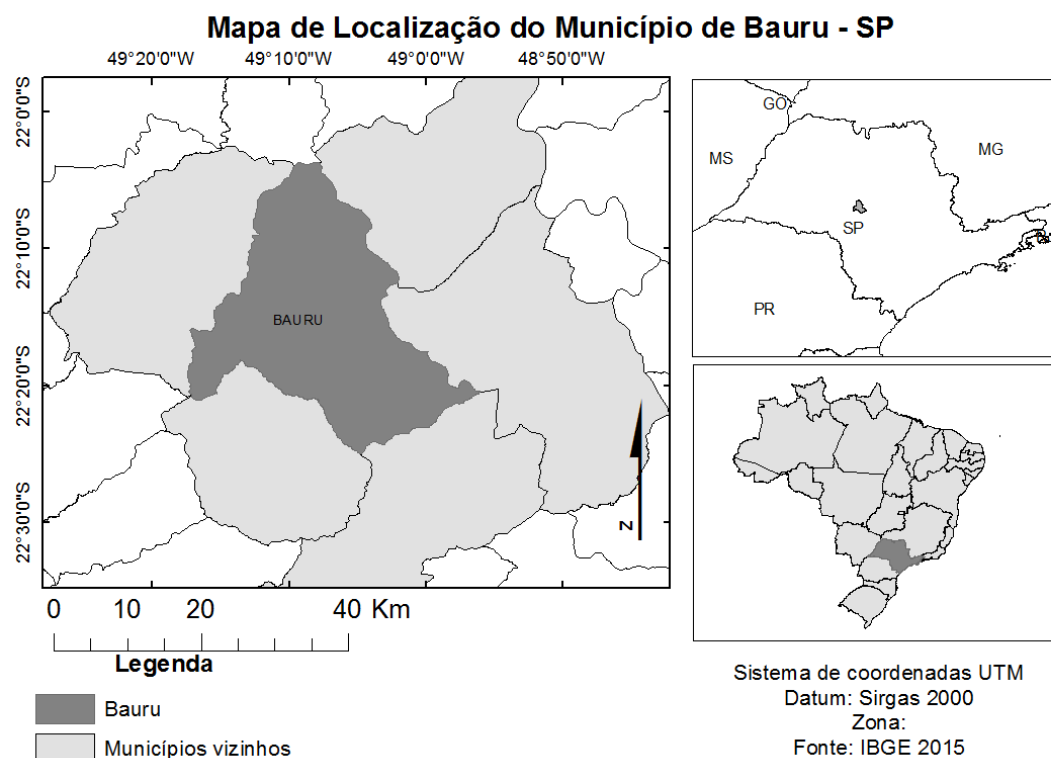 Mapa de Localização do Município de Bauru - SP
49°20'0"W 49°10'0"W 49°0'0"W 48°50'0"W
22°0'0"S
22°10'0"S
22°20'0"S
22°30'0"S
BAURU
N
0 10 20 40 Km
Legenda
Bauru
Municípios vizinhos
GO
MS
MG
SP
PR
Sistema de coordenadas UTM
Datum: Sirgas 2000
Zona:
Fonte: IBGE 2015